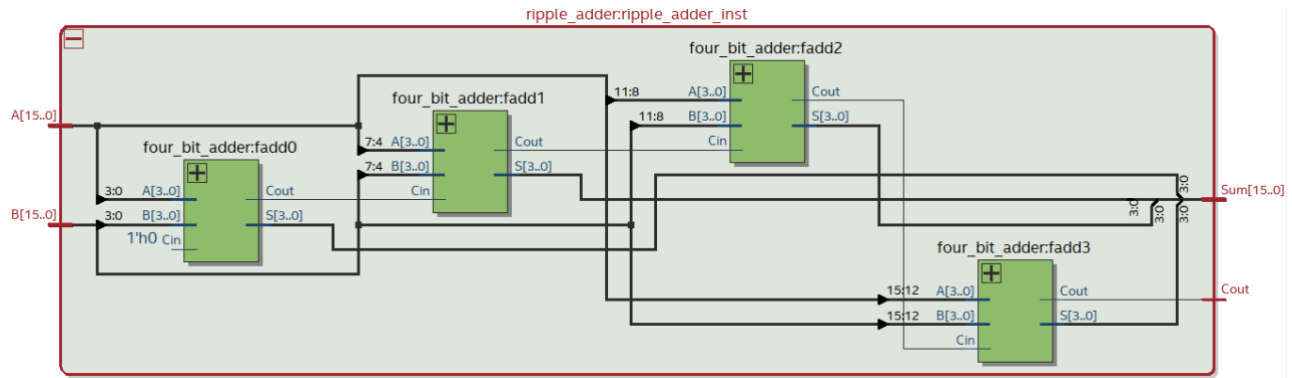 ripple_adder:ripple_adder_inst
four_bit_adder:fadd2
11:8 A[3..0] Cout
11:8 B[3..0] S[3..0]
Cin
four_bit_adder:fadd1
7:4 A[3..0] Cout
7:4 B[3..0] S[3..0]
Cin
A[15..0]
four_bit_adder:fadd0
3:0 A[3..0] Cout
B[15..0]
3:0 B[3..0] S[3..0]
1'h0 Cin
3:0
3:0
3:0
3:0
Sum[15..0]
four_bit_adder:fadd3
15:12 A[3..0] Cout
15:12 B[3..0] S[3..0]
Cin
Cout